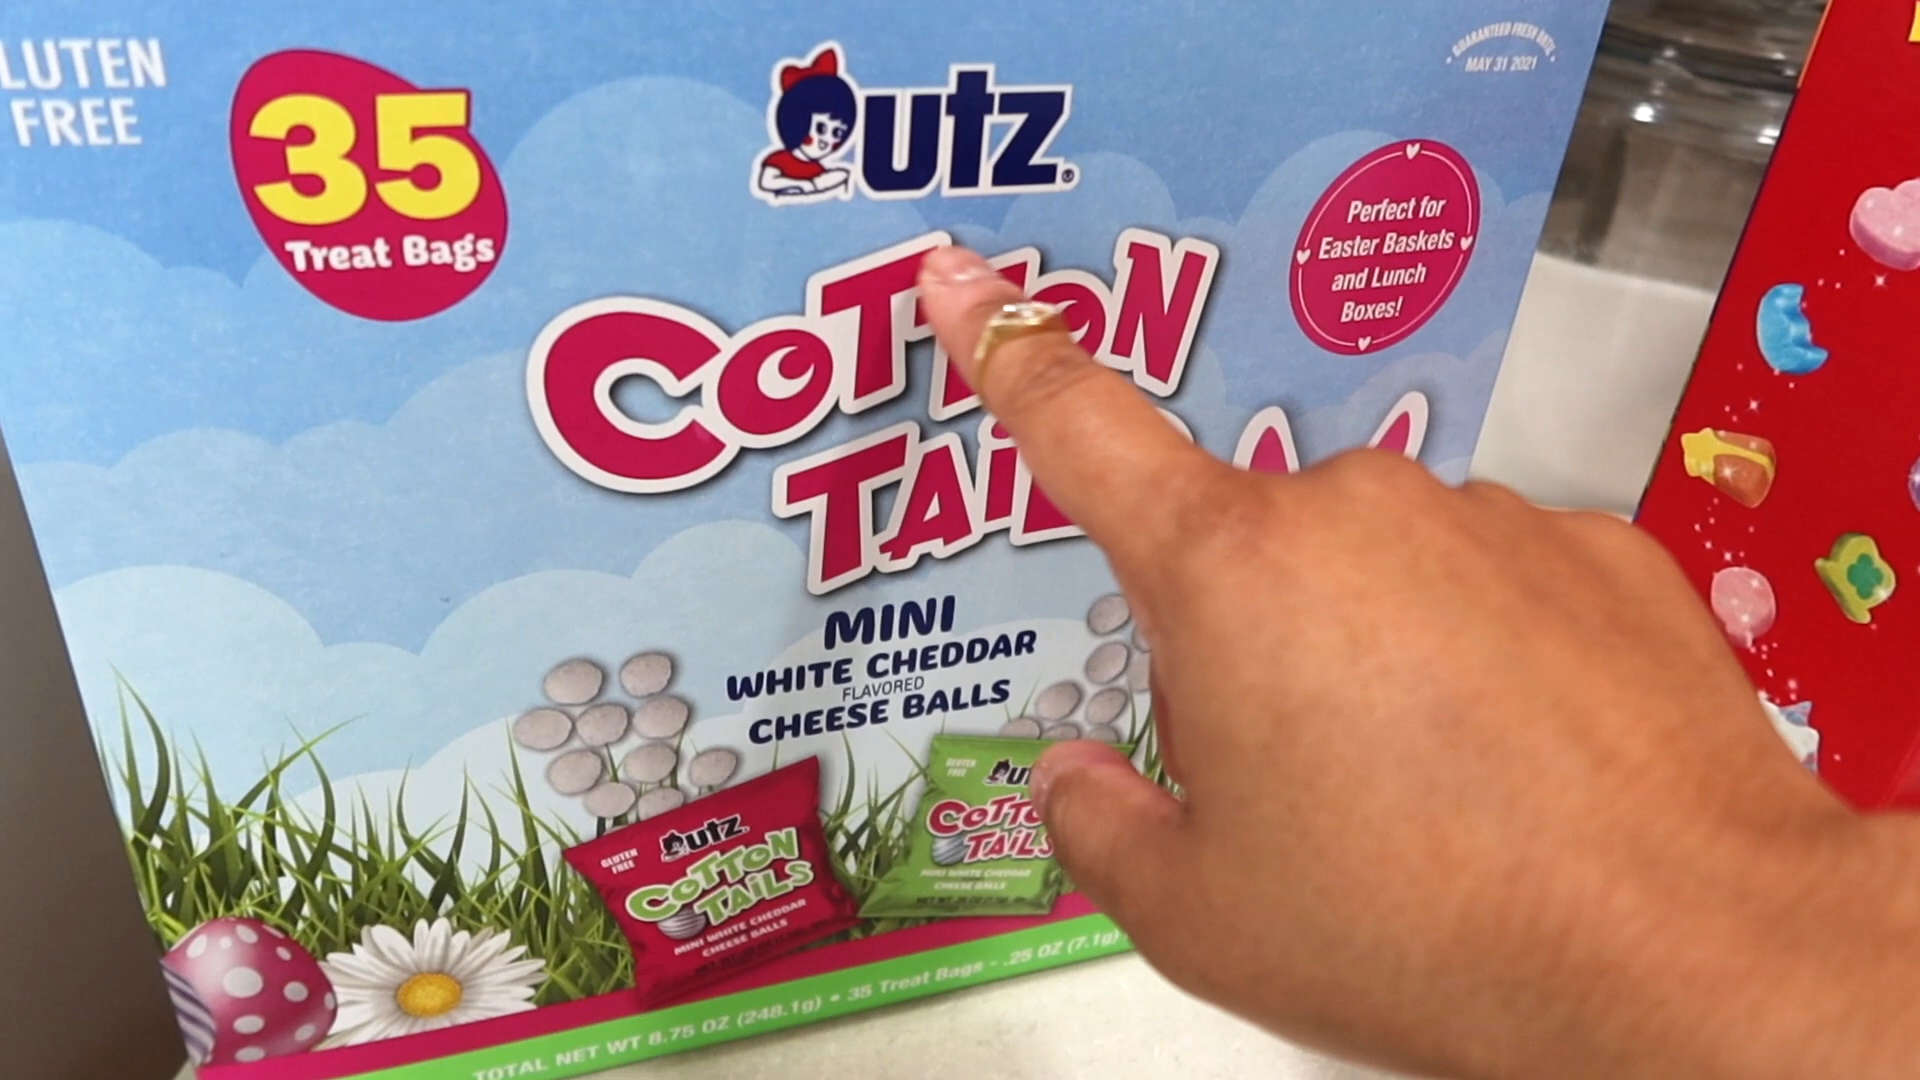 LUTEN
FREE
35
Treat Bags
utz
GUARANTEED FRESH UNTIL
MAY 31 2021
Perfect for
Easter Baskets
and Lunch
Boxes!
COTTON
TAIL
MINI
WHITE CHEDDAR
FLAVORED
CHEESE BALLS
GLUTEN
FREE
utz
COTTON
TAILS
MINI WHITE CHEDDAR
CHEESE BALLS
GLUTEN
FREE
COTTO
TAILS
MINI WHITE CHEDDAR
CHEESE BALLS
TOTAL NET WT 8.75 OZ (248.1g) • 35 Treat Bags - .25 OZ (7.1g)